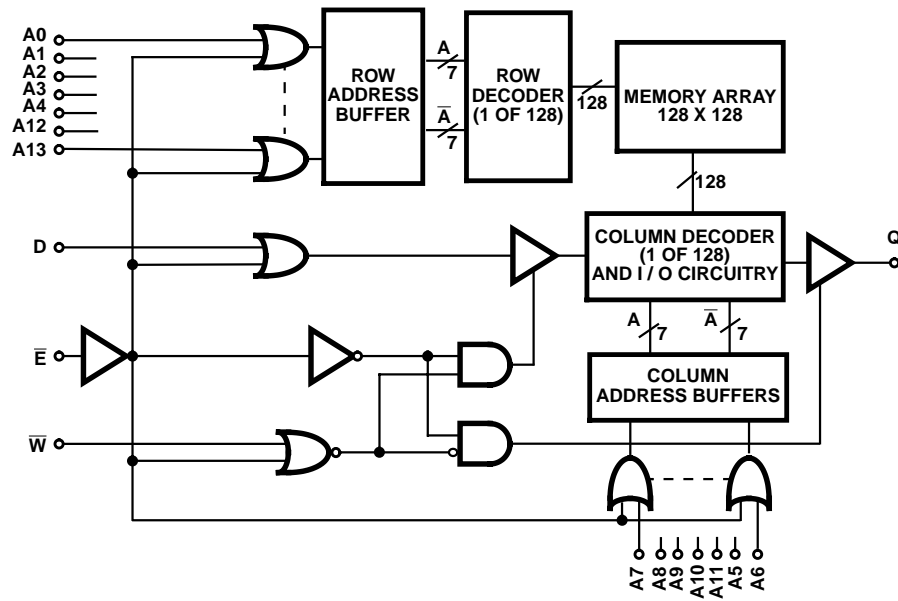 A0
A1
A2
A3
A4
A12
A13
ROW
ADDRESS
BUFFER
A
7
A̅
7
ROW
DECODER
(1 OF 128)
128
MEMORY ARRAY
128 X 128
128
D
COLUMN DECODER
(1 OF 128)
AND I / O CIRCUITRY
Q
A
7
A̅
7
E̅
COLUMN
ADDRESS BUFFERS
W̅
A7
A8
A9
A10
A11
A5
A6